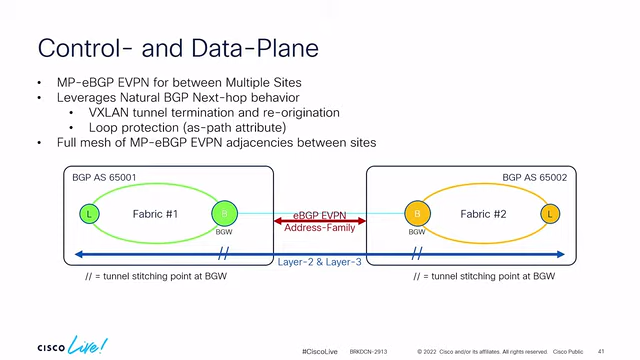 Control- and Data-Plane
• MP-eBGP EVPN for between Multiple Sites
• Leverages Natural BGP Next-hop behavior
• VXLAN tunnel termination and re-origination
• Loop protection (as-path attribute)
• Full mesh of MP-eBGP EVPN adjacencies between sites
BGP AS 65001
BGP AS 65002
L
Fabric #1
B
BGW
eBGP EVPN
Address-Family
B
BGW
Fabric #2
L
//
//
Layer-2 & Layer-3
// = tunnel stitching point at BGW
// = tunnel stitching point at BGW
CISCO Live!
#CiscoLive
BRKDCN-2913
© 2022 Cisco and/or its affiliates. All rights reserved. Cisco Public
41